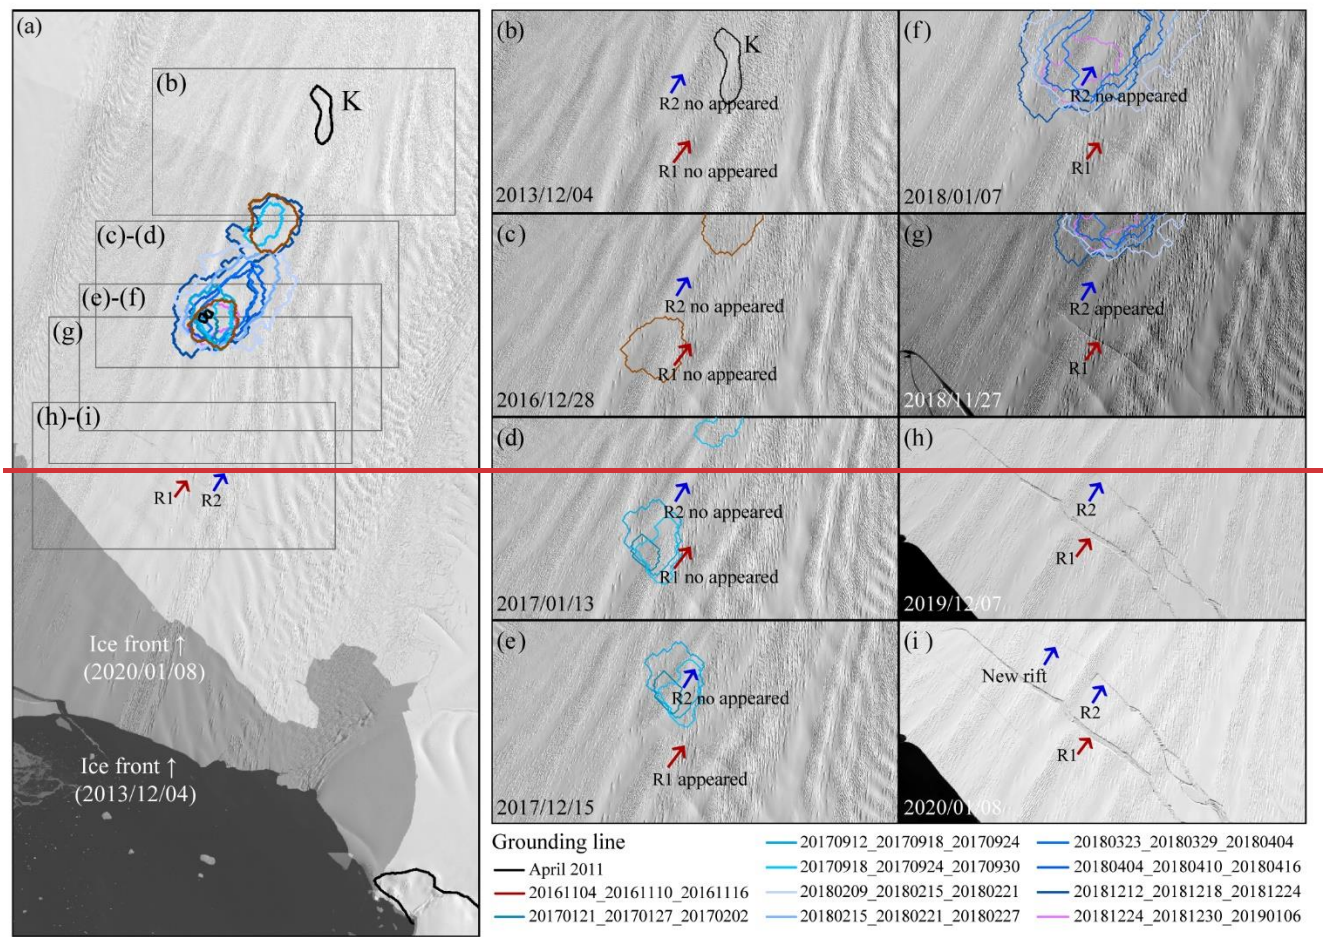 (a)
(b)
K
(c)-(d)
(e)-(f)
(g)
(h)-(i)
R1
R2
Ice front ↑
(2020/01/08)
Ice front ↑
(2013/12/04)
(b)
K
R2 no appeared
R1 no appeared
2013/12/04
(c)
R2 no appeared
R1 no appeared
2016/12/28
(d)
R2 no appeared
R1 no appeared
2017/01/13
(e)
R2 no appeared
R1 appeared
2017/12/15
(f)
R2 no appeared
R1
2018/01/07
(g)
R2 appeared
R1
2018/11/27
(h)
R2
R1
2019/12/07
(i)
New rift
R2
R1
2020/01/08
Grounding line
April 2011
20161104_20161110_20161116
20170121_20170127_20170202
20170912_20170918_20170924
20170918_20170924_20170930
20180209_20180215_20180221
20180215_20180221_20180227
20180323_20180329_20180404
20180404_20180410_20180416
20181212_20181218_20181224
20181224_20181230_20190106